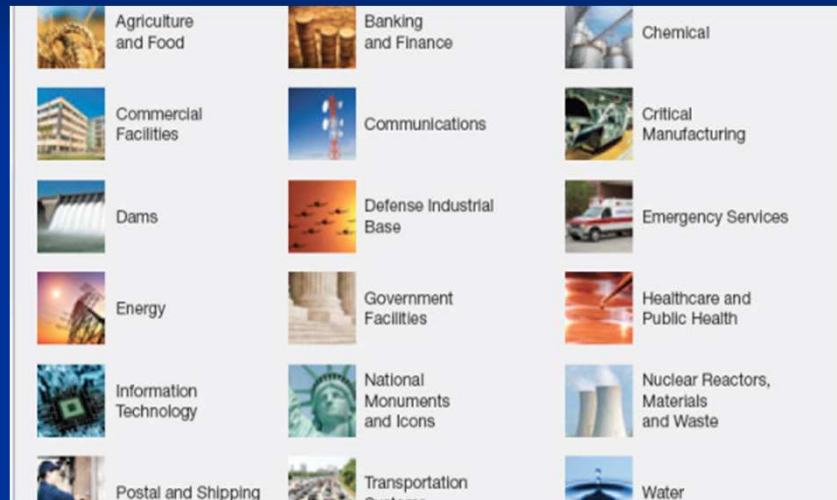 Agriculture
and Food
Banking
and Finance
Chemical
Commercial
Facilities
Communications
Critical
Manufacturing
Dams
Defense Industrial
Base
Emergency Services
Energy
Government
Facilities
Healthcare and
Public Health
Information
Technology
National
Monuments
and Icons
Nuclear Reactors,
Materials
and Waste
Postal and Shipping
Transportation
Water